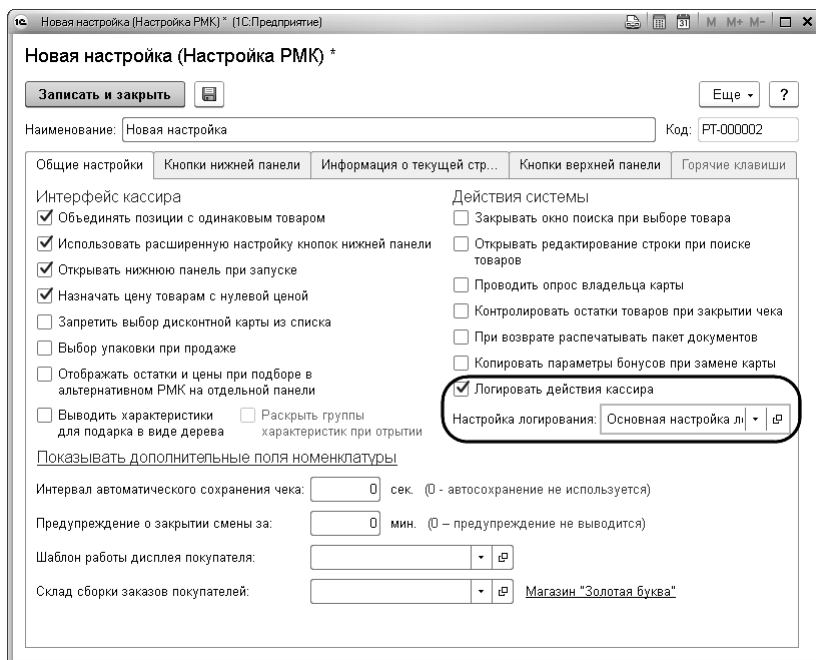 Новая настройка (Настройка РМК) * (1С:Предприятие)
M M+ M-
Новая настройка (Настройка РМК) *
Записать и закрыть
Еще
?
Наименование: Новая настройка
Код: РТ-000002
Общие настройки
Кнопки нижней панели
Информация о текущей стр...
Кнопки верхней панели
Горячие клавиши
Интерфейс кассира
Объединять позиции с одинаковым товаром
Использовать расширенную настройку кнопок нижней панели
Открывать нижнюю панель при запуске
Назначать цену товарам с нулевой ценой
Запретить выбор дисконтной карты из списка
Выбор упаковки при продаже
Отображать остатки и цены при подборе в
альтернативном РМК на отдельной панели
Выводить характеристики
для подарка в виде дерева
Раскрыть группы
характеристик при отрытии
Действия системы
Закрывать окно поиска при выборе товара
Открывать редактирование строки при поиске
товаров
Проводить опрос владельца карты
Контролировать остатки товаров при закрытии чека
При возврате распечатывать пакет документов
Копировать параметры бонусов при замене карты
Логировать действия кассира
Настройка логирования: Основная настройка л
Показывать дополнительные поля номенклатуры
Интервал автоматического сохранения чека: 0 сек. (0 - автосохранение не используется)
Предупреждение о закрытии смены за: 0 мин. (0 – предупреждение не выводится)
Шаблон работы дисплея покупателя:
Склад сборки заказов покупателей:
Магазин "Золотая буква"